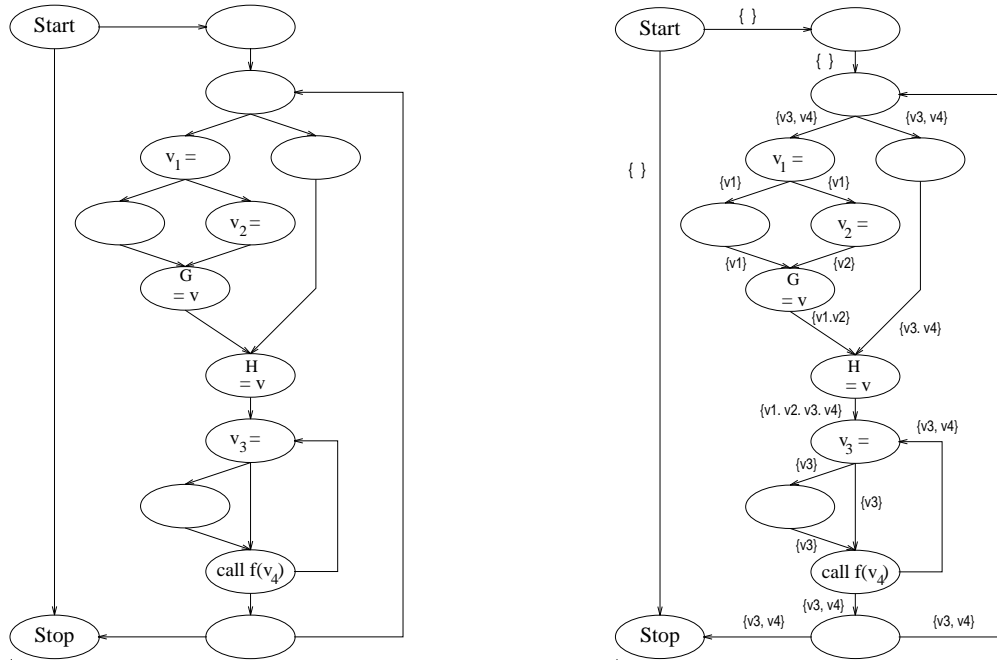 Start
v1 =
v2 =
G
= v
H
= v
v3 =
call f(v4)
Stop
Start
{ }
{ }
{v3, v4}
{v3, v4}
v1 =
{ }
{v1}
{v1}
v2 =
{v1}
{v2}
G
= v
{v1.v2}
{v3. v4}
H
= v
{v1. v2. v3. v4}
{v3, v4}
v3 =
{v3}
{v3}
{v3}
call f(v4)
{v3, v4}
Stop
{v3, v4}
{v3, v4}